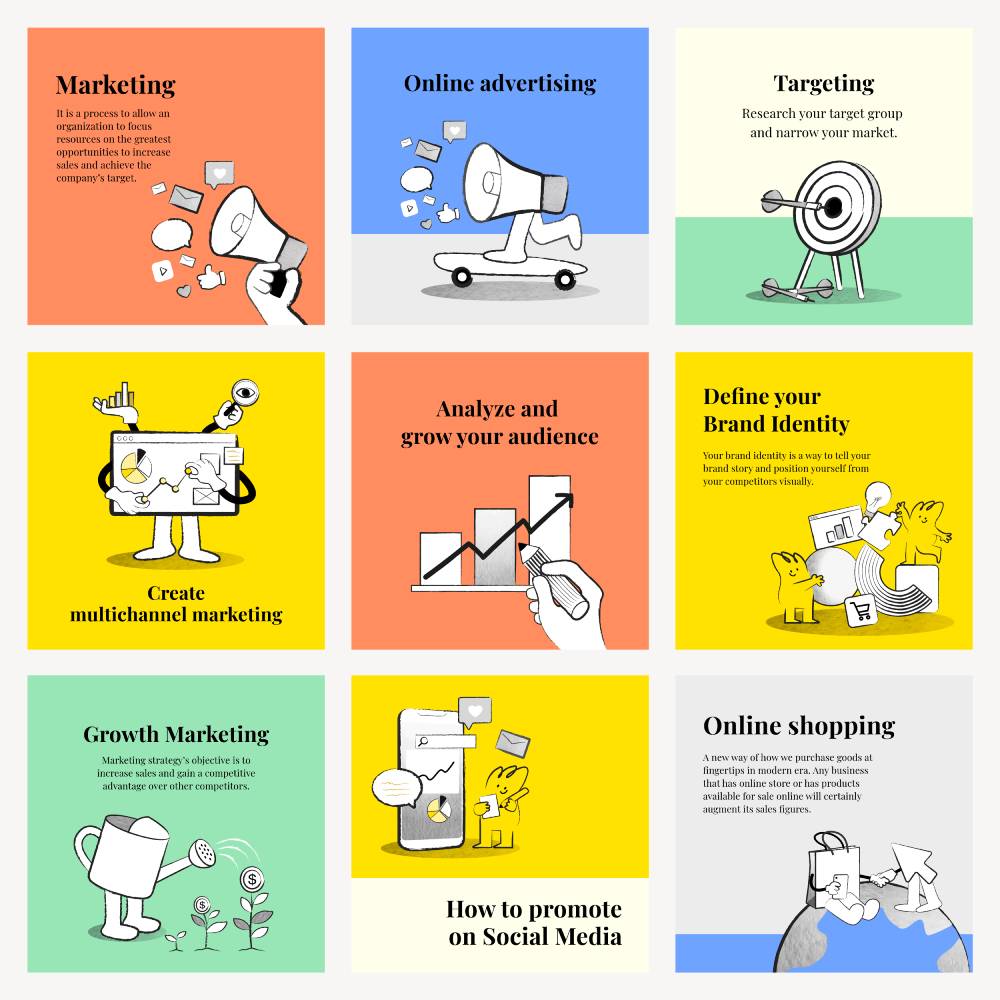 Marketing
It is a process to allow an
organization to focus
resources on the greatest
opportunities to increase
sales and achieve the
company's target.
Online advertising
Targeting
Research your target group
and narrow your market.
Create
multichannel marketing
Analyze and
grow your audience
Define your
Brand Identity
Your brand identity is a way to tell your
brand story and position yourself from
your competitors visually.
Growth Marketing
Marketing strategy's objective is to
increase sales and gain a competitive
advantage over other competitors.
$
$
How to promote
on Social Media
Online shopping
A new way of how we purchase goods at
fingertips in modern era. Any business
that has online store or has products
available for sale online will certainly
augment its sales figures.